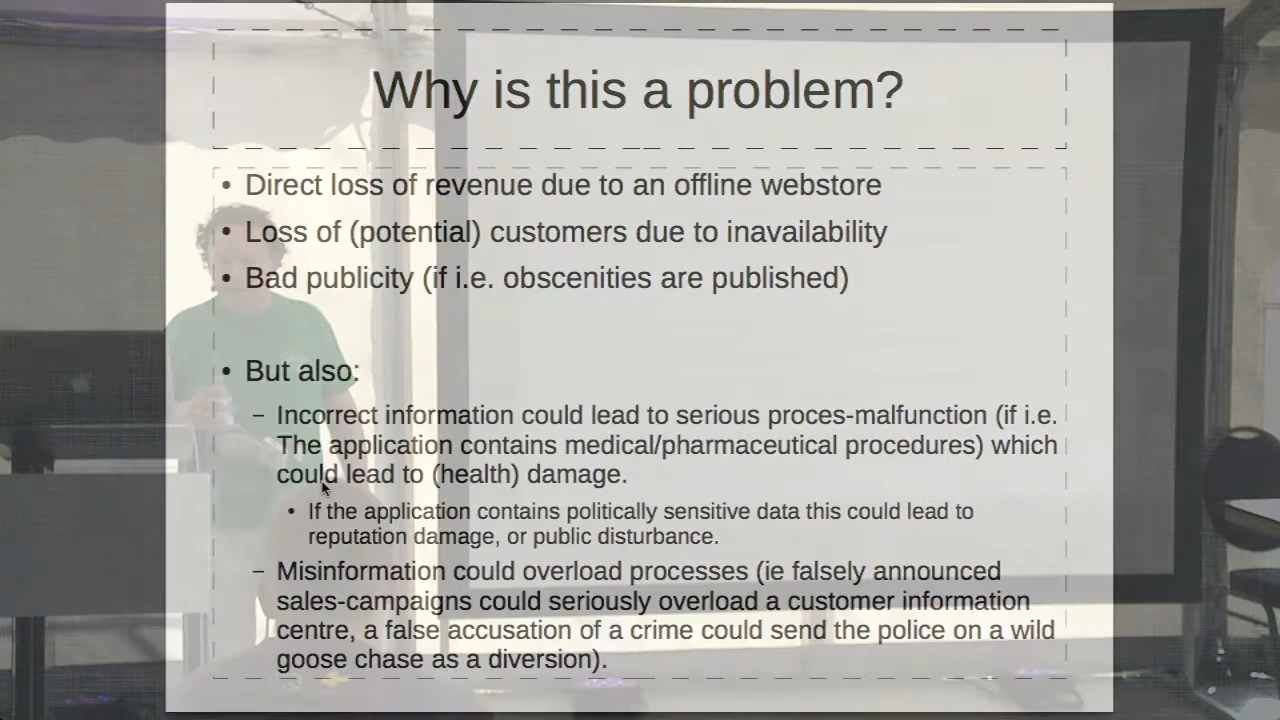 Why is this a problem?
• Direct loss of revenue due to an offline webstore
• Loss of (potential) customers due to inavailability
• Bad publicity (if i.e. obscenities are published)
• But also:
– Incorrect information could lead to serious proces-malfunction (if i.e.
The application contains medical/pharmaceutical procedures) which
could lead to (health) damage.
• If the application contains politically sensitive data this could lead to
reputation damage, or public disturbance.
– Misinformation could overload processes (ie falsely announced
sales-campaigns could seriously overload a customer information
centre, a false accusation of a crime could send the police on a wild
goose chase as a diversion).